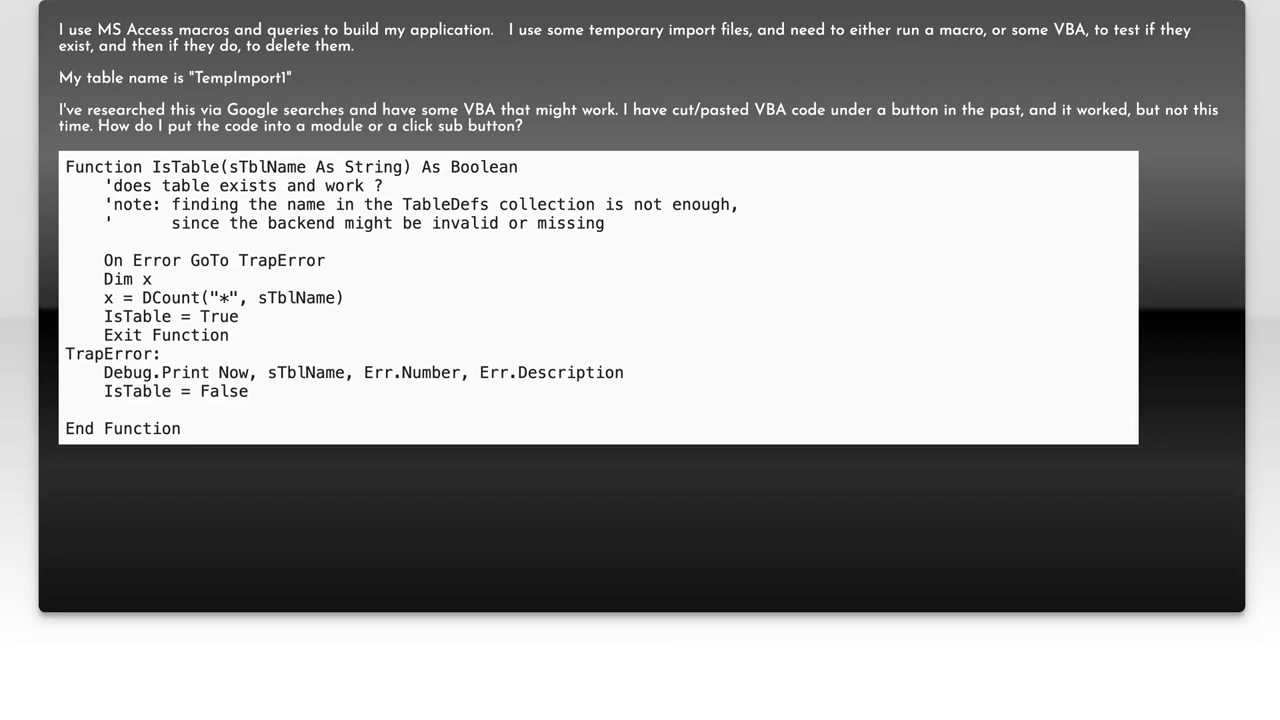 I use MS Access macros and queries to build my application.   I use some temporary import files, and need to either run a macro, or some VBA, to test if they
exist, and then if they do, to delete them.
My table name is "TempImport1"
I've researched this via Google searches and have some VBA that might work. I have cut/pasted VBA code under a button in the past, and it worked, but not this
time. How do I put the code into a module or a click sub button?
Function IsTable(sTblName As String) As Boolean
    'does table exists and work ?
    'note: finding the name in the TableDefs collection is not enough,
    '      since the backend might be invalid or missing
    On Error GoTo TrapError
    Dim x
    x = DCount("*", sTblName)
    IsTable = True
    Exit Function
TrapError:
    Debug.Print Now, sTblName, Err.Number, Err.Description
    IsTable = False
End Function